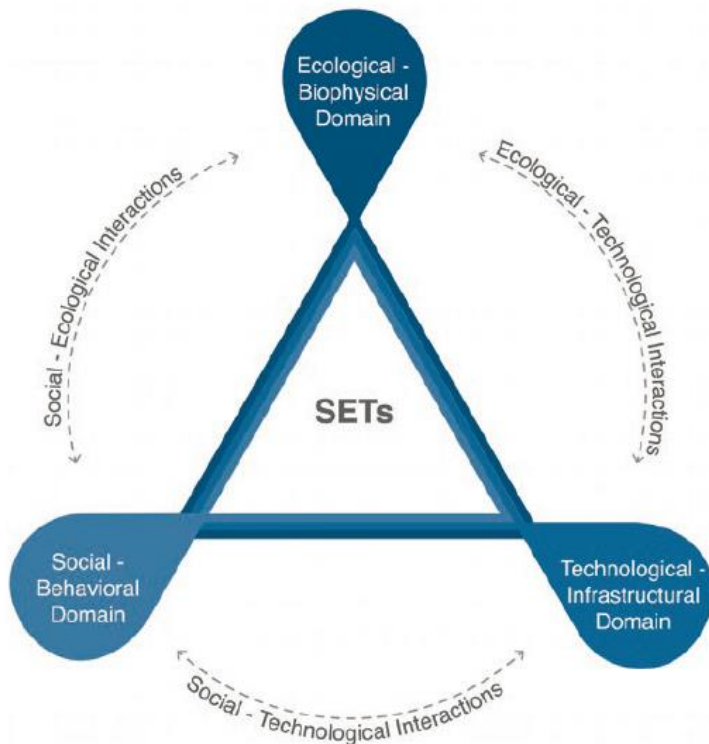 Ecological -
Biophysical
Domain
Social - Ecological Interactions
Ecological - Technological Interactions
SETs
Social -
Behavioral
Domain
Technological -
Infrastructural
Domain
Social - Technological Interactions